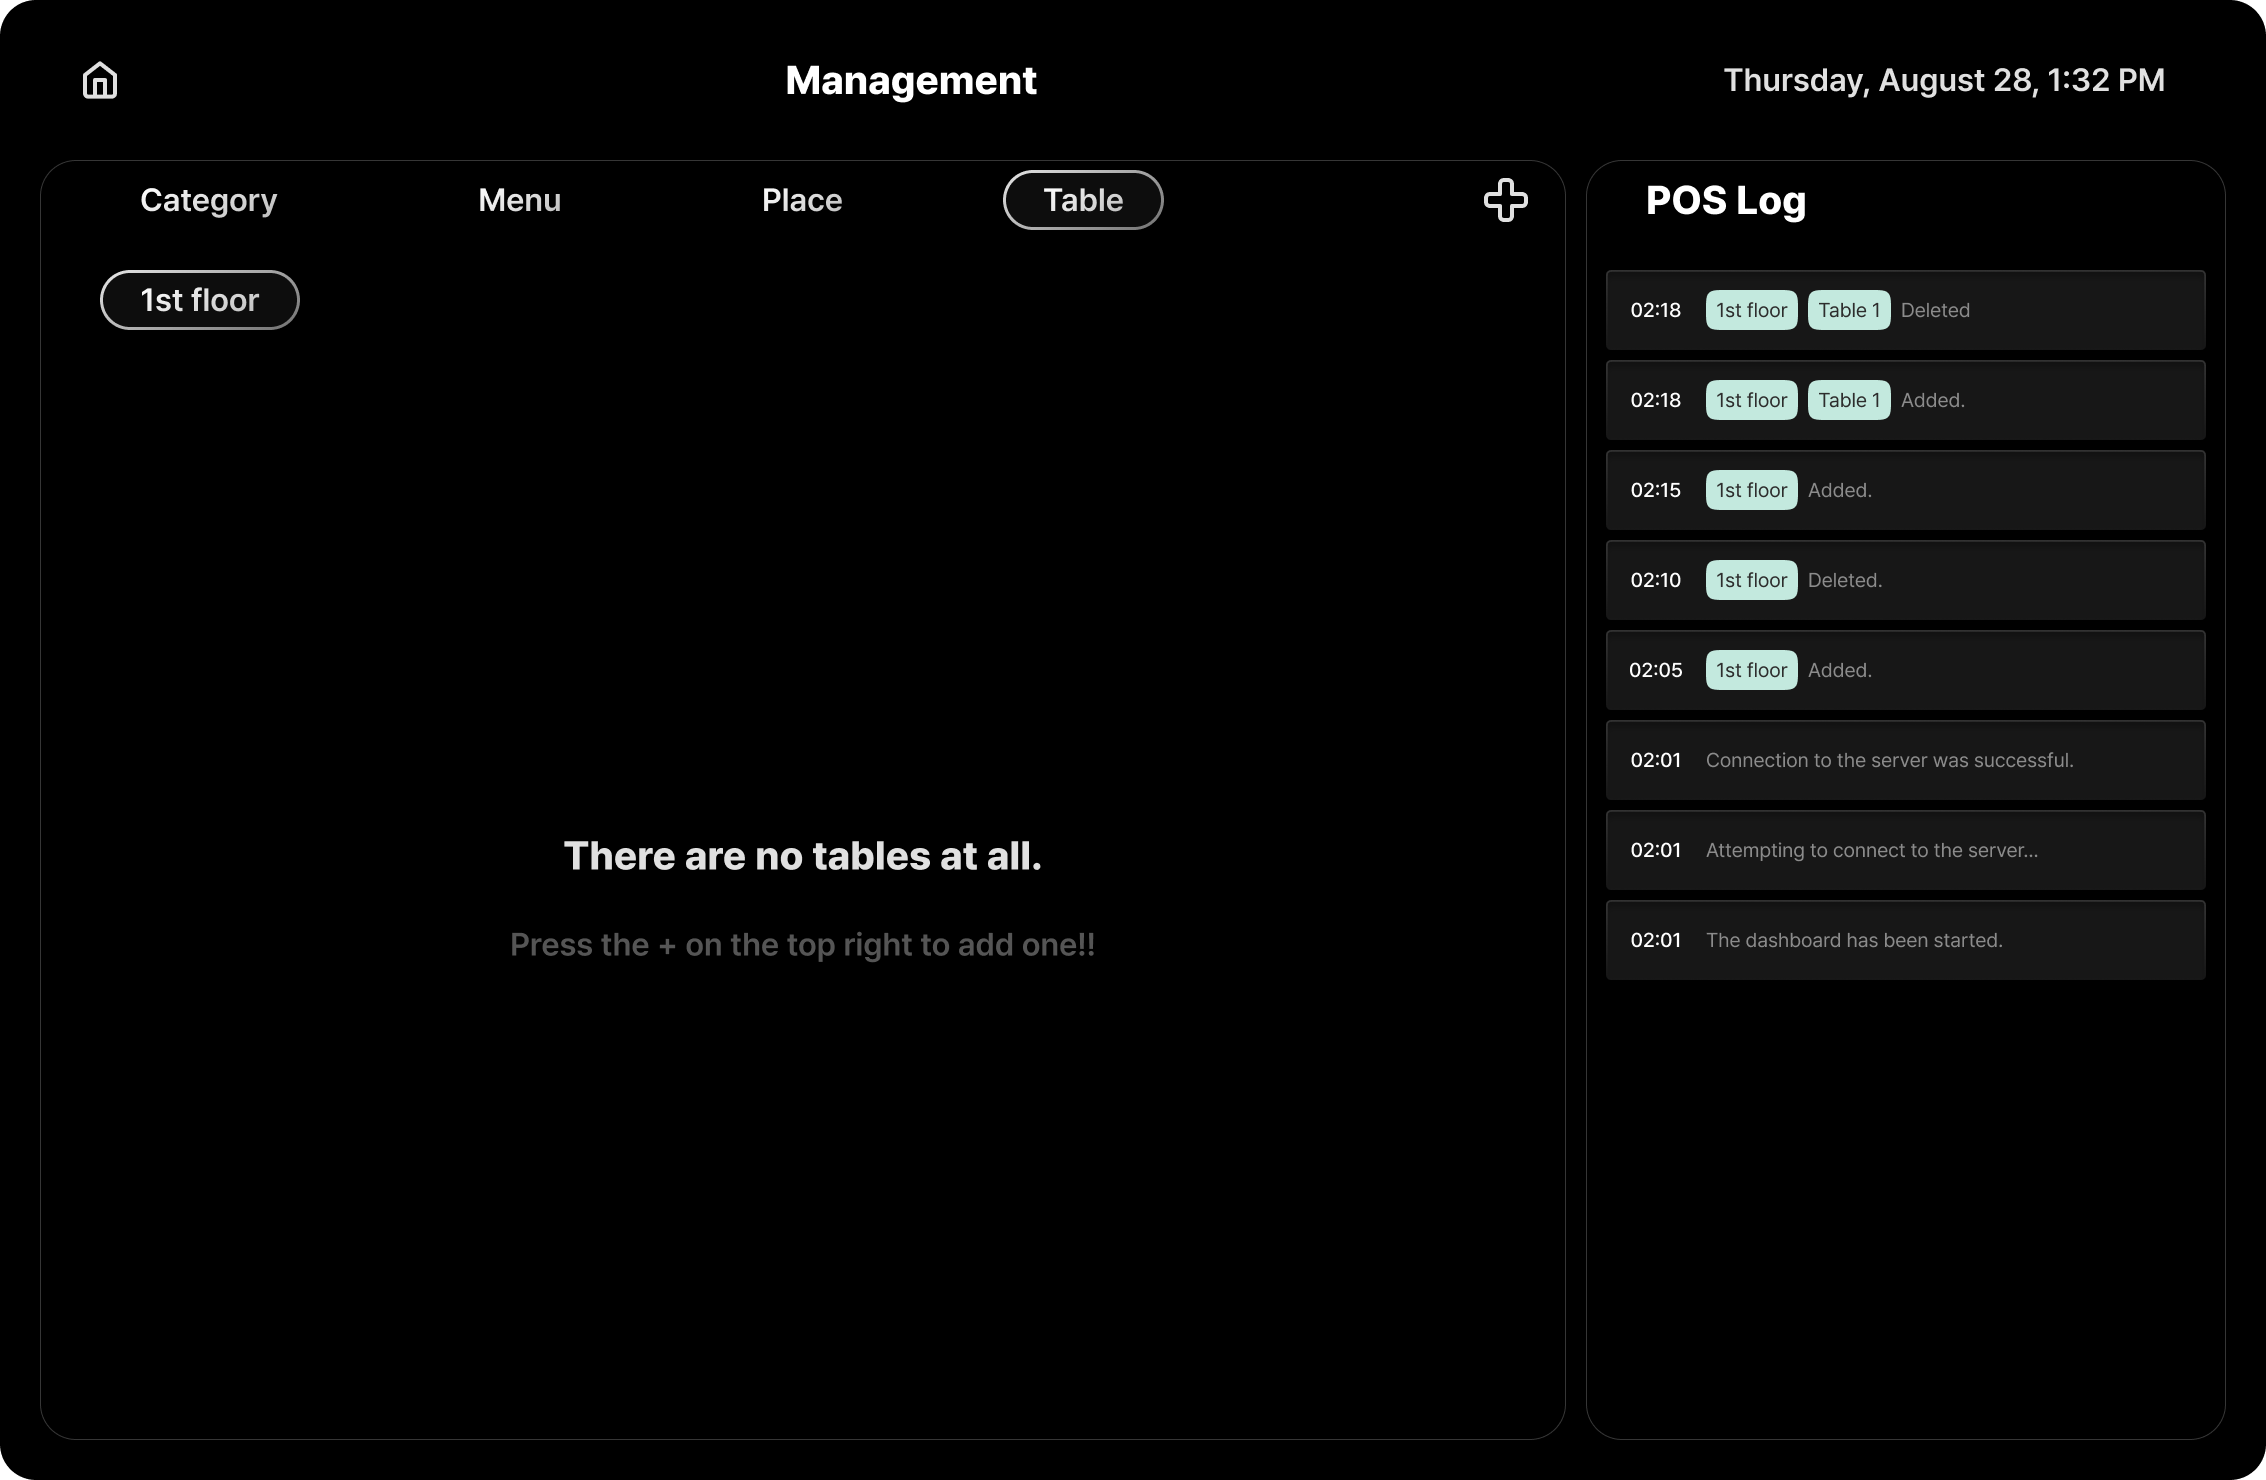 Management
Thursday, August 28, 1:32 PM
Category
Menu
Place
Table
1st floor
There are no tables at all.
Press the + on the top right to add one!!
POS Log
02:18 1st floor Table 1 Deleted
02:18 1st floor Table 1 Added.
02:15 1st floor Added.
02:10 1st floor Deleted.
02:05 1st floor Added.
02:01 Connection to the server was successful.
02:01 Attempting to connect to the server...
02:01 The dashboard has been started.